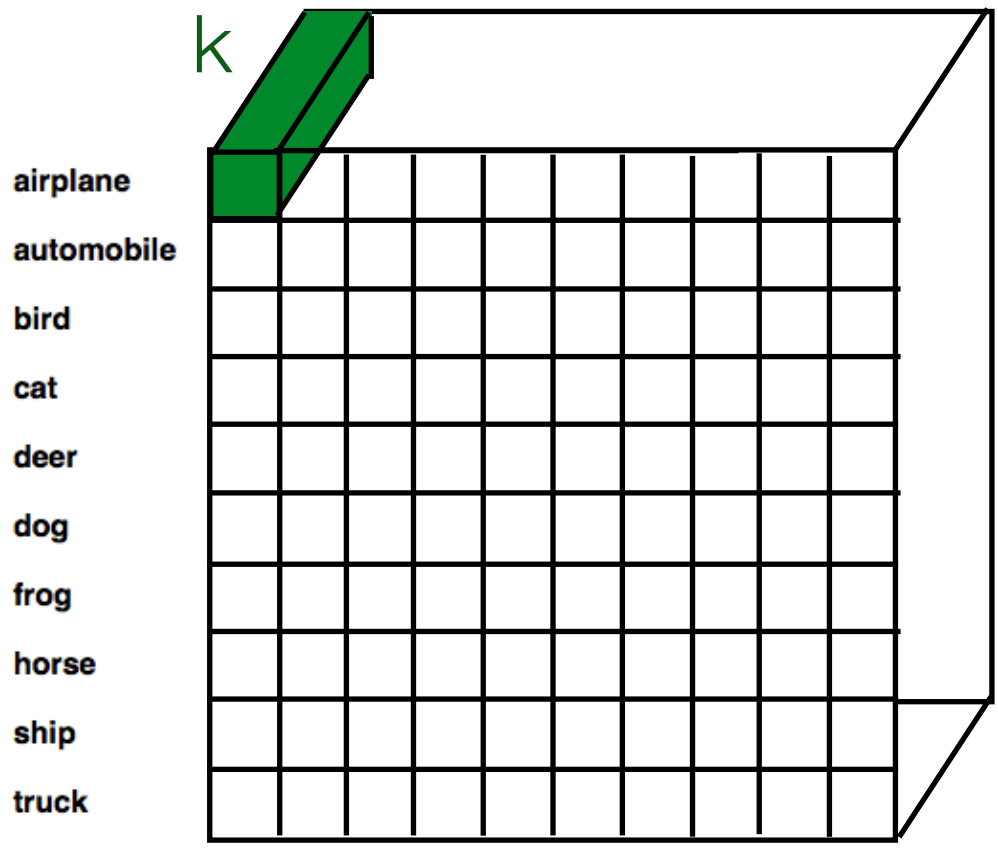 k
airplane
automobile
bird
cat
deer
dog
frog
horse
ship
truck